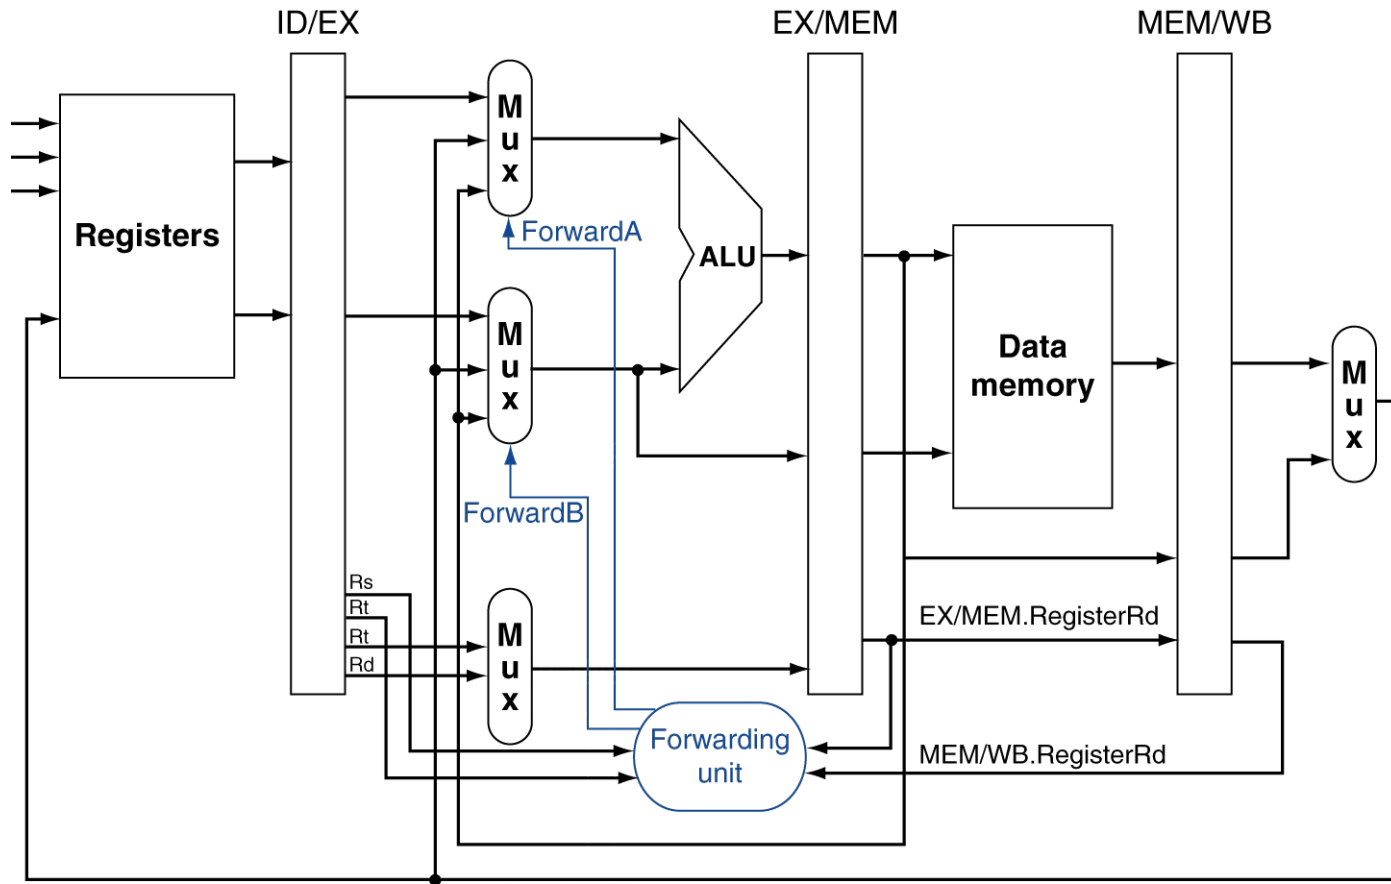 ID/EX
EX/MEM
MEM/WB
Registers
M
u
x
ForwardA
ALU
M
u
x
ForwardB
Data
memory
M
u
x
Rs
Rt
Rt
Rd
M
u
x
EX/MEM.RegisterRd
Forwarding
unit
MEM/WB.RegisterRd